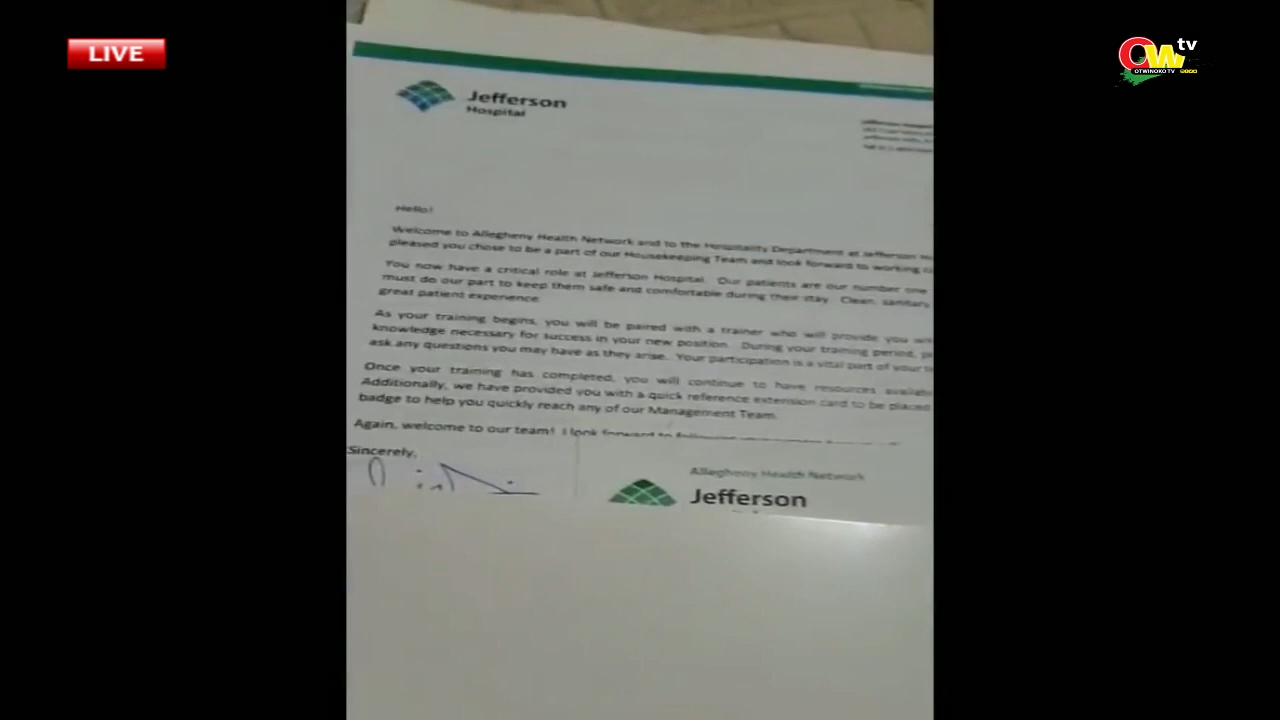 LIVE
OW tv
OTWINOKO TV
Jefferson
Hospital
Hello!
Welcome to Allegheny Health Network and to the Hospitality Department at Jefferson
pleased you chose to be a part of our Housekeeping Team and look forward to working
You now have a critical role at Jefferson Hospital. Our patients are our number one
must do our part to keep them safe and comfortable during their stay. Clean, sanitary
great patient experience.
As your training begins, you will be paired with a trainer who will provide you
knowledge necessary for success in your new position. During your training period,
ask any questions you may have as they arise. Your participation is a vital part of your
Once your training has completed, you will continue to have resources
Additionally, we have provided you with a quick reference extension card to be placed
badge to help you quickly reach any of our Management Team.
Again, welcome to our team! I look forward to following
Sincerely,
Allegheny Health Network
Jefferson